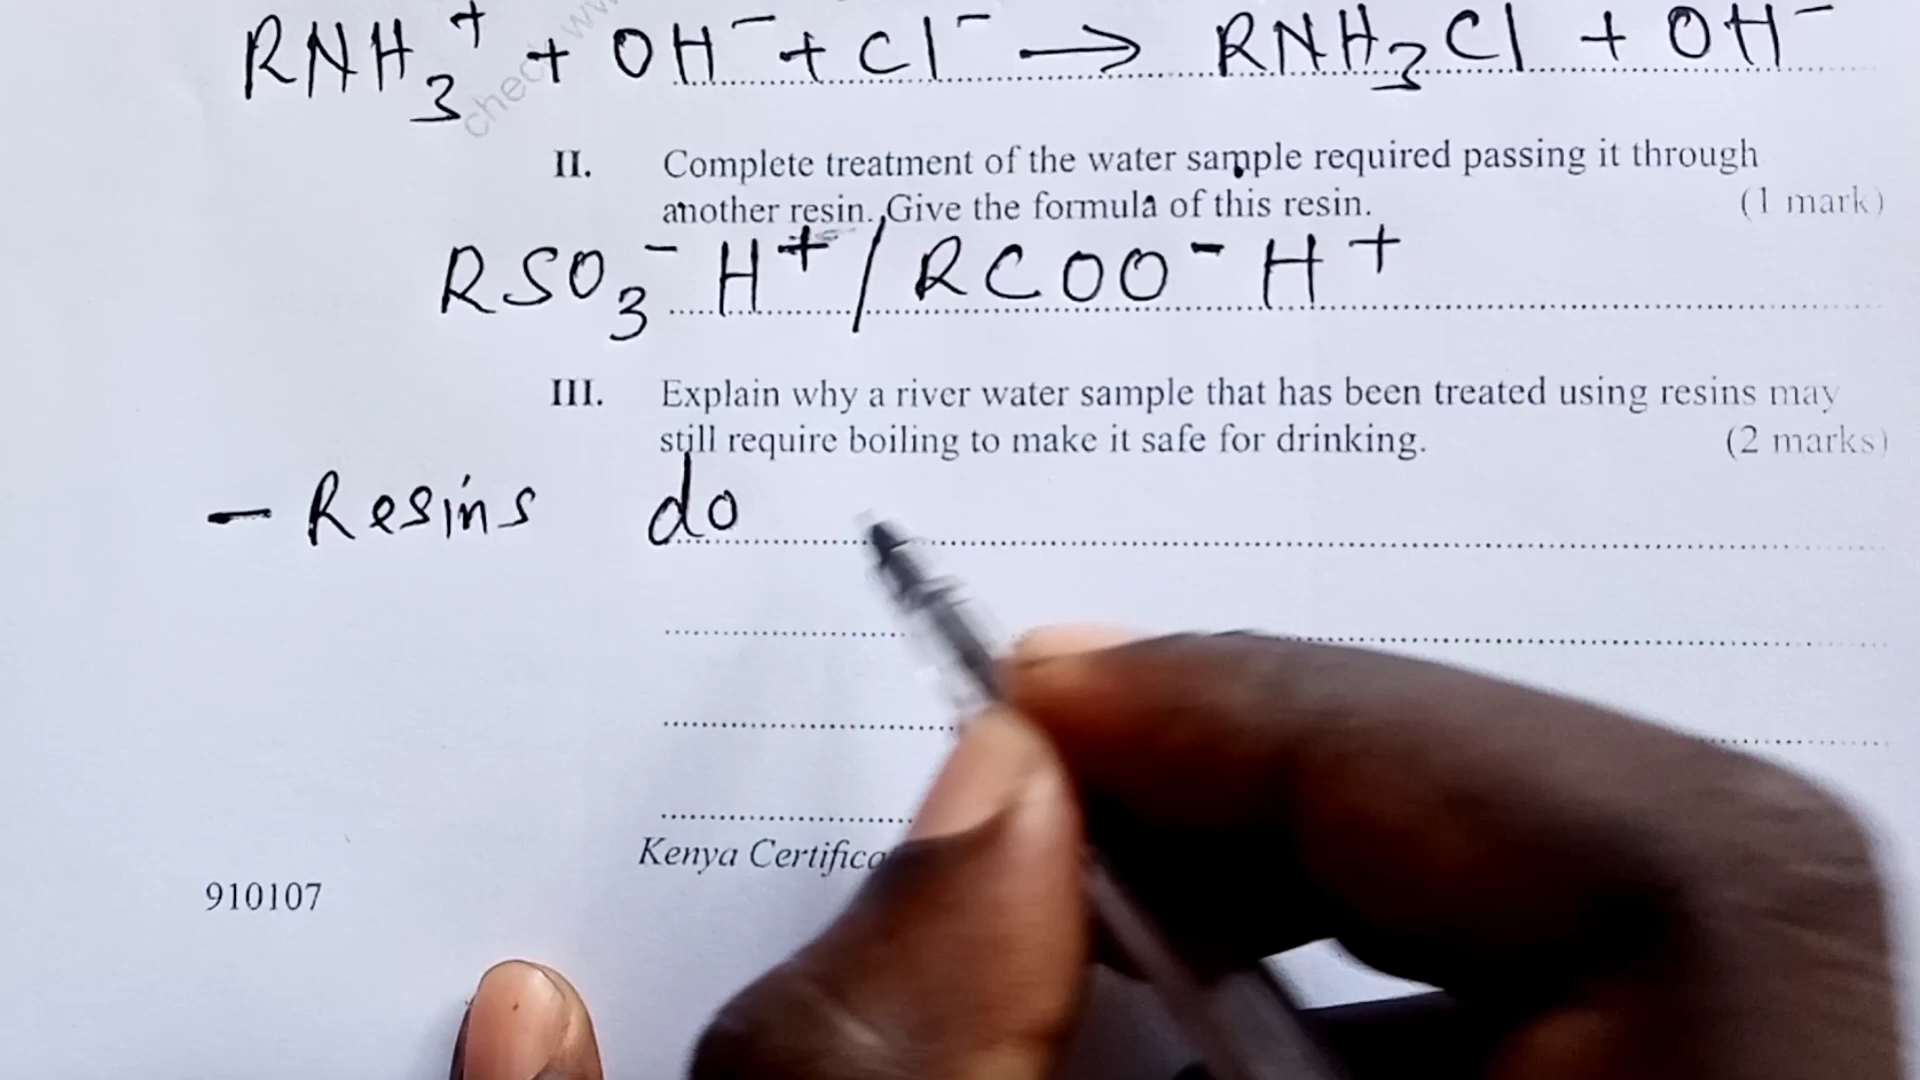 RNH₃⁺ + OH⁻ + Cl⁻ → RNH₃Cl + OH⁻
check
II. Complete treatment of the water sample required passing it through
another resin. Give the formula of this resin. (1 mark)
RSO₃⁻H⁺/RCOO⁻H⁺
III. Explain why a river water sample that has been treated using resins may
still require boiling to make it safe for drinking. (2 marks)
- Resins do
Kenya Certifica
910107